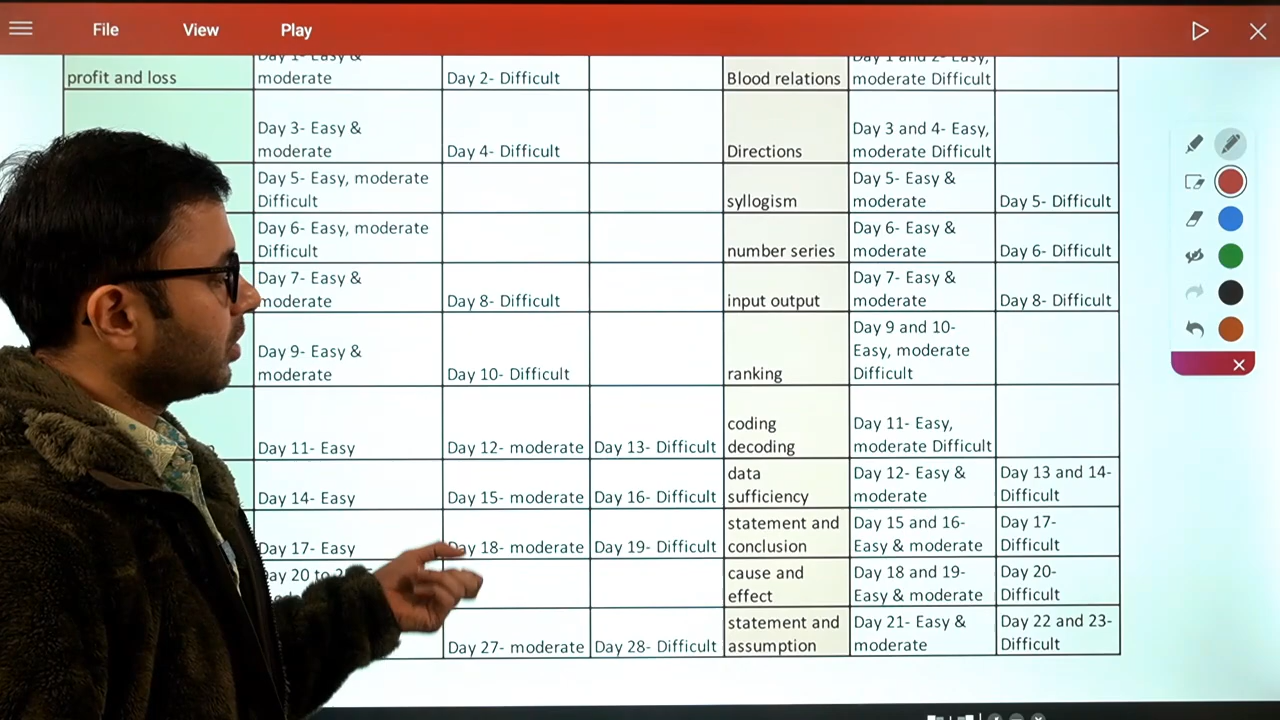 File View Play
profit and loss
moderate
Day 2- Difficult
Blood relations
moderate Difficult
Day 3- Easy &
moderate
Day 4- Difficult
Directions
Day 3 and 4- Easy,
moderate Difficult
Day 5- Easy, moderate
Difficult
syllogism
Day 5- Easy &
moderate
Day 5- Difficult
Day 6- Easy, moderate
Difficult
number series
Day 6- Easy &
moderate
Day 6- Difficult
Day 7- Easy &
moderate
Day 8- Difficult
input output
Day 7- Easy &
moderate
Day 8- Difficult
Day 9- Easy &
moderate
Day 10- Difficult
ranking
Day 9 and 10-
Easy, moderate
Difficult
Day 11- Easy
Day 12- moderate
Day 13- Difficult
coding
decoding
Day 11- Easy,
moderate Difficult
Day 14- Easy
Day 15- moderate
Day 16- Difficult
data
sufficiency
Day 12- Easy &
moderate
Day 13 and 14-
Difficult
Day 17- Easy
Day 18- moderate
Day 19- Difficult
statement and
conclusion
Day 15 and 16-
Easy & moderate
Day 17-
Difficult
Day 20 to
cause and
effect
Day 18 and 19-
Easy & moderate
Day 20-
Difficult
Day 27- moderate
Day 28- Difficult
statement and
assumption
Day 21- Easy &
moderate
Day 22 and 23-
Difficult